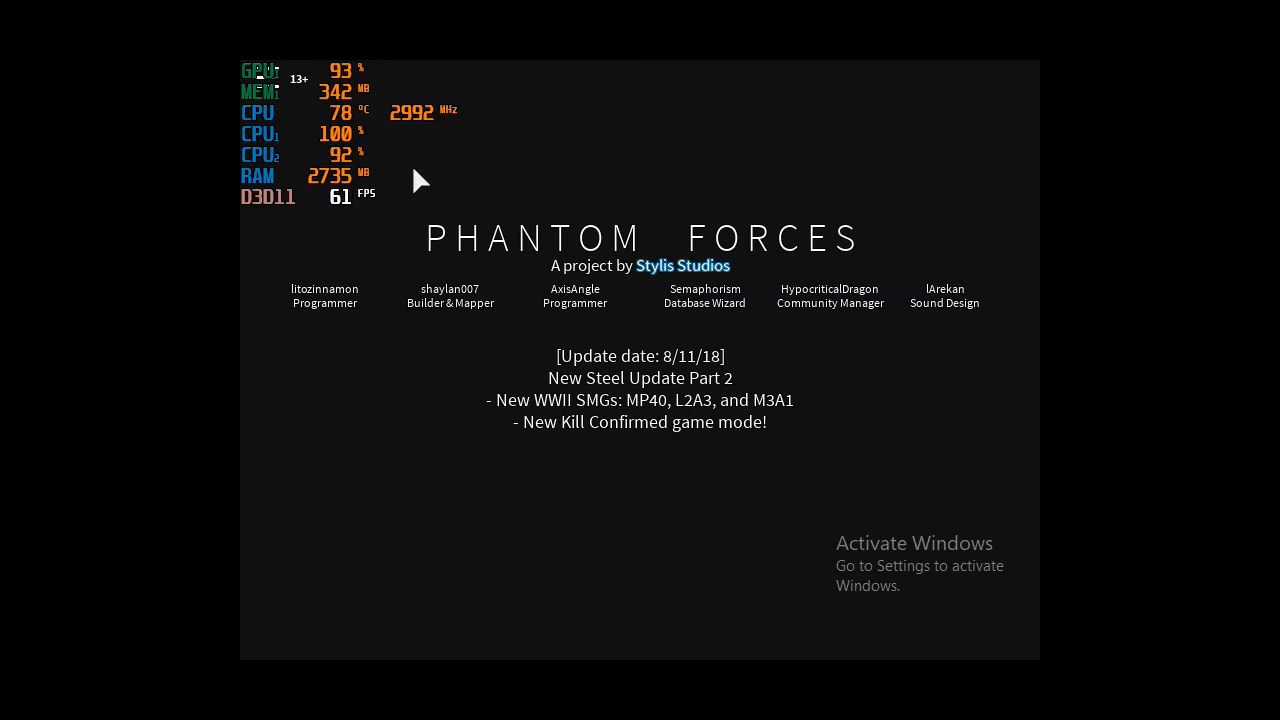 GPU1 93 %
13+
MEM1 342 MB
CPU 78 °C 2992 MHz
CPU1 100 %
CPU2 92 %
RAM 2735 MB
D3D11 61 FPS
PHANTOM FORCES
A project by Stylis Studios
litozinnamon shaylan007 AxisAngle Semaphorism HypocriticalDragon lArekan
Programmer Builder & Mapper Programmer Database Wizard Community Manager Sound Design
[Update date: 8/11/18]
New Steel Update Part 2
- New WWII SMGs: MP40, L2A3, and M3A1
- New Kill Confirmed game mode!
Activate Windows
Go to Settings to activate
Windows.